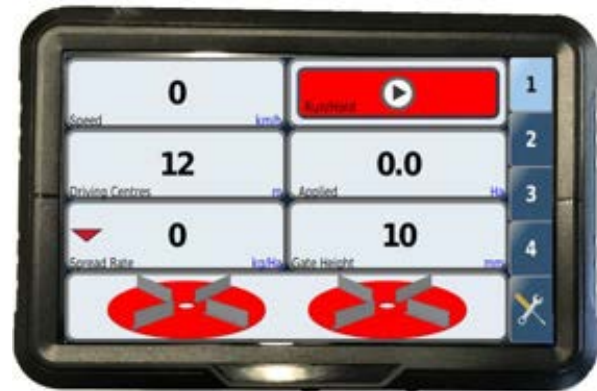 0
Speed km/h
Run/Hold
12
Driving Centres m
0.0
Applied Ha
0
Spread Rate kg/Ha
10
Gate Height mm
1
2
3
4